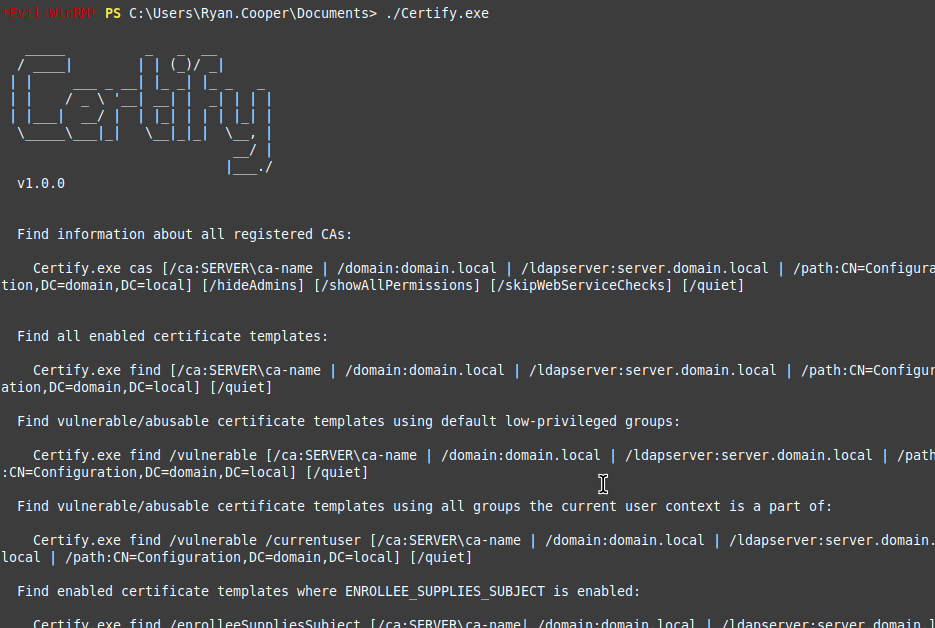 *Evil-WinRM* PS C:\Users\Ryan.Cooper\Documents> ./Certify.exe
Certify
v1.0.0
Find information about all registered CAs:
Certify.exe cas [/ca:SERVER\ca-name | /domain:domain.local | /ldapserver:server.domain.local | /path:CN=Configura
tion,DC=domain,DC=local] [/hideAdmins] [/showAllPermissions] [/skipWebServiceChecks] [/quiet]
Find all enabled certificate templates:
Certify.exe find [/ca:SERVER\ca-name | /domain:domain.local | /ldapserver:server.domain.local | /path:CN=Configur
ation,DC=domain,DC=local] [/quiet]
Find vulnerable/abusable certificate templates using default low-privileged groups:
Certify.exe find /vulnerable [/ca:SERVER\ca-name | /domain:domain.local | /ldapserver:server.domain.local | /path
:CN=Configuration,DC=domain,DC=local] [/quiet]
Find vulnerable/abusable certificate templates using all groups the current user context is a part of:
Certify.exe find /vulnerable /currentuser [/ca:SERVER\ca-name | /domain:domain.local | /ldapserver:server.domain.
local | /path:CN=Configuration,DC=domain,DC=local] [/quiet]
Find enabled certificate templates where ENROLLEE_SUPPLIES_SUBJECT is enabled:
Certify.exe find /enrolleeSuppliesSubject [/ca:SERVER\ca-name| /domain:domain.local | /ldapserver:server.domain.l